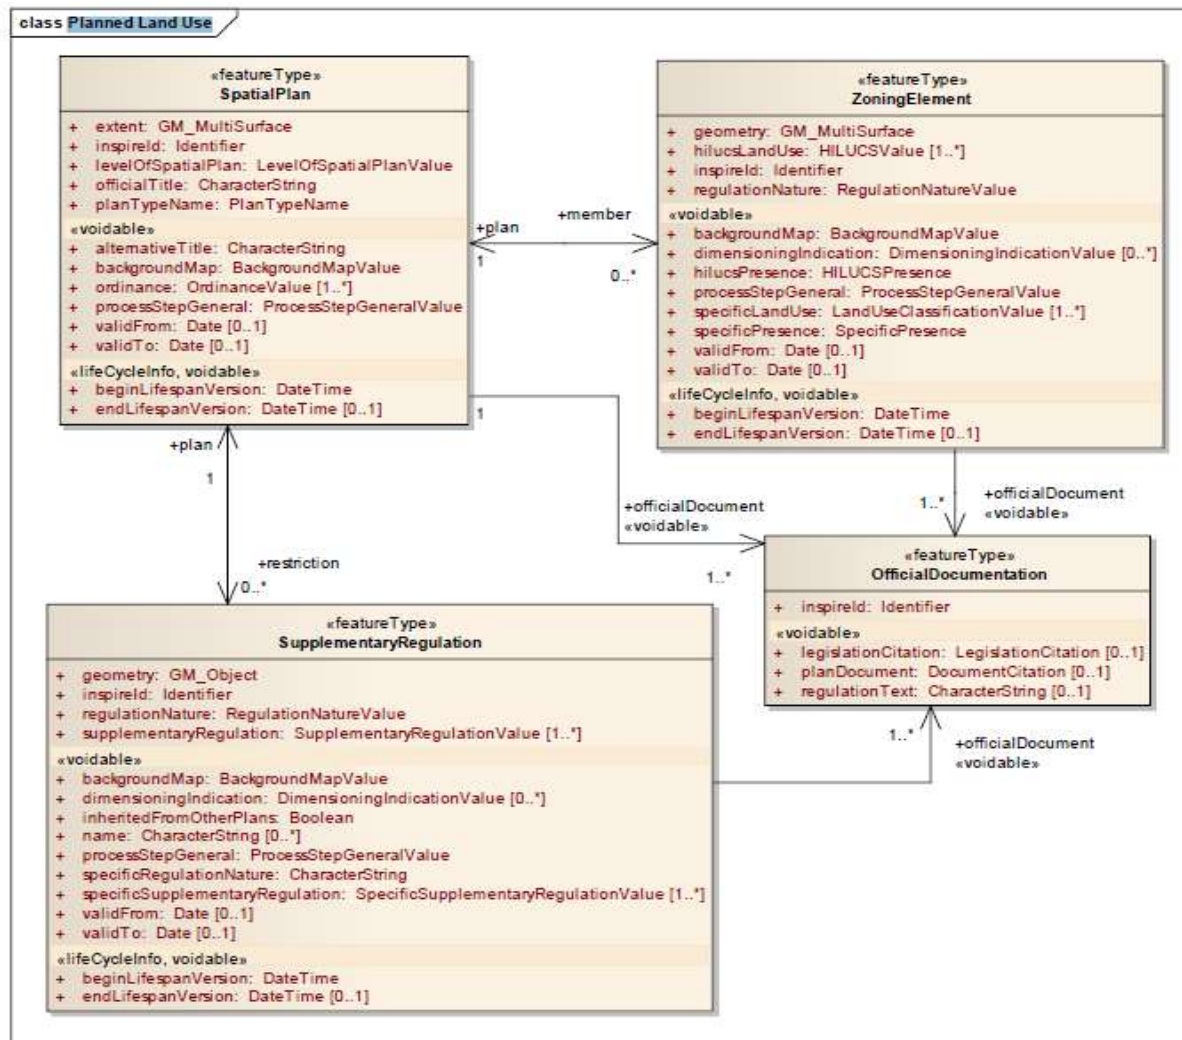 class Planned Land Use
«featureType»
SpatialPlan
+ extent: GM_MultiSurface
+ inspireId: Identifier
+ levelOfSpatialPlan: LevelOfSpatialPlanValue
+ officialTitle: CharacterString
+ planTypeName: PlanTypeName
«voidable»
+ alternativeTitle: CharacterString
+ backgroundMap: BackgroundMapValue
+ ordinance: OrdinanceValue [1..*]
+ processStepGeneral: ProcessStepGeneralValue
+ validFrom: Date [0..1]
+ validTo: Date [0..1]
«lifeCycleInfo, voidable»
+ beginLifespanVersion: DateTime
+ endLifespanVersion: DateTime [0..1]
+plan
1
+member
0..*
«featureType»
ZoningElement
+ geometry: GM_MultiSurface
+ hilucsLandUse: HILUCSValue [1..*]
+ inspireId: Identifier
+ regulationNature: RegulationNatureValue
«voidable»
+ backgroundMap: BackgroundMapValue
+ dimensioningIndication: DimensioningIndicationValue [0..*]
+ hilucsPresence: HILUCSPresence
+ processStepGeneral: ProcessStepGeneralValue
+ specificLandUse: LandUseClassificationValue [1..*]
+ specificPresence: SpecificPresence
+ validFrom: Date [0..1]
+ validTo: Date [0..1]
«lifeCycleInfo, voidable»
+ beginLifespanVersion: DateTime
+ endLifespanVersion: DateTime [0..1]
1
+officialDocument
«voidable»
1..*
1..*
+officialDocument
«voidable»
+plan
1
+restriction
0..*
«featureType»
OfficialDocumentation
+ inspireId: Identifier
«voidable»
+ legislationCitation: LegislationCitation [0..1]
+ planDocument: DocumentCitation [0..1]
+ regulationText: CharacterString [0..1]
«featureType»
SupplementaryRegulation
+ geometry: GM_Object
+ inspireId: Identifier
+ regulationNature: RegulationNatureValue
+ supplementaryRegulation: SupplementaryRegulationValue [1..*]
«voidable»
+ backgroundMap: BackgroundMapValue
+ dimensioningIndication: DimensioningIndicationValue [0..*]
+ inheritedFromOtherPlans: Boolean
+ name: CharacterString [0..*]
+ processStepGeneral: ProcessStepGeneralValue
+ specificRegulationNature: CharacterString
+ specificSupplementaryRegulation: SpecificSupplementaryRegulationValue [1..*]
+ validFrom: Date [0..1]
+ validTo: Date [0..1]
«lifeCycleInfo, voidable»
+ beginLifespanVersion: DateTime
+ endLifespanVersion: DateTime [0..1]
1..*
+officialDocument
«voidable»